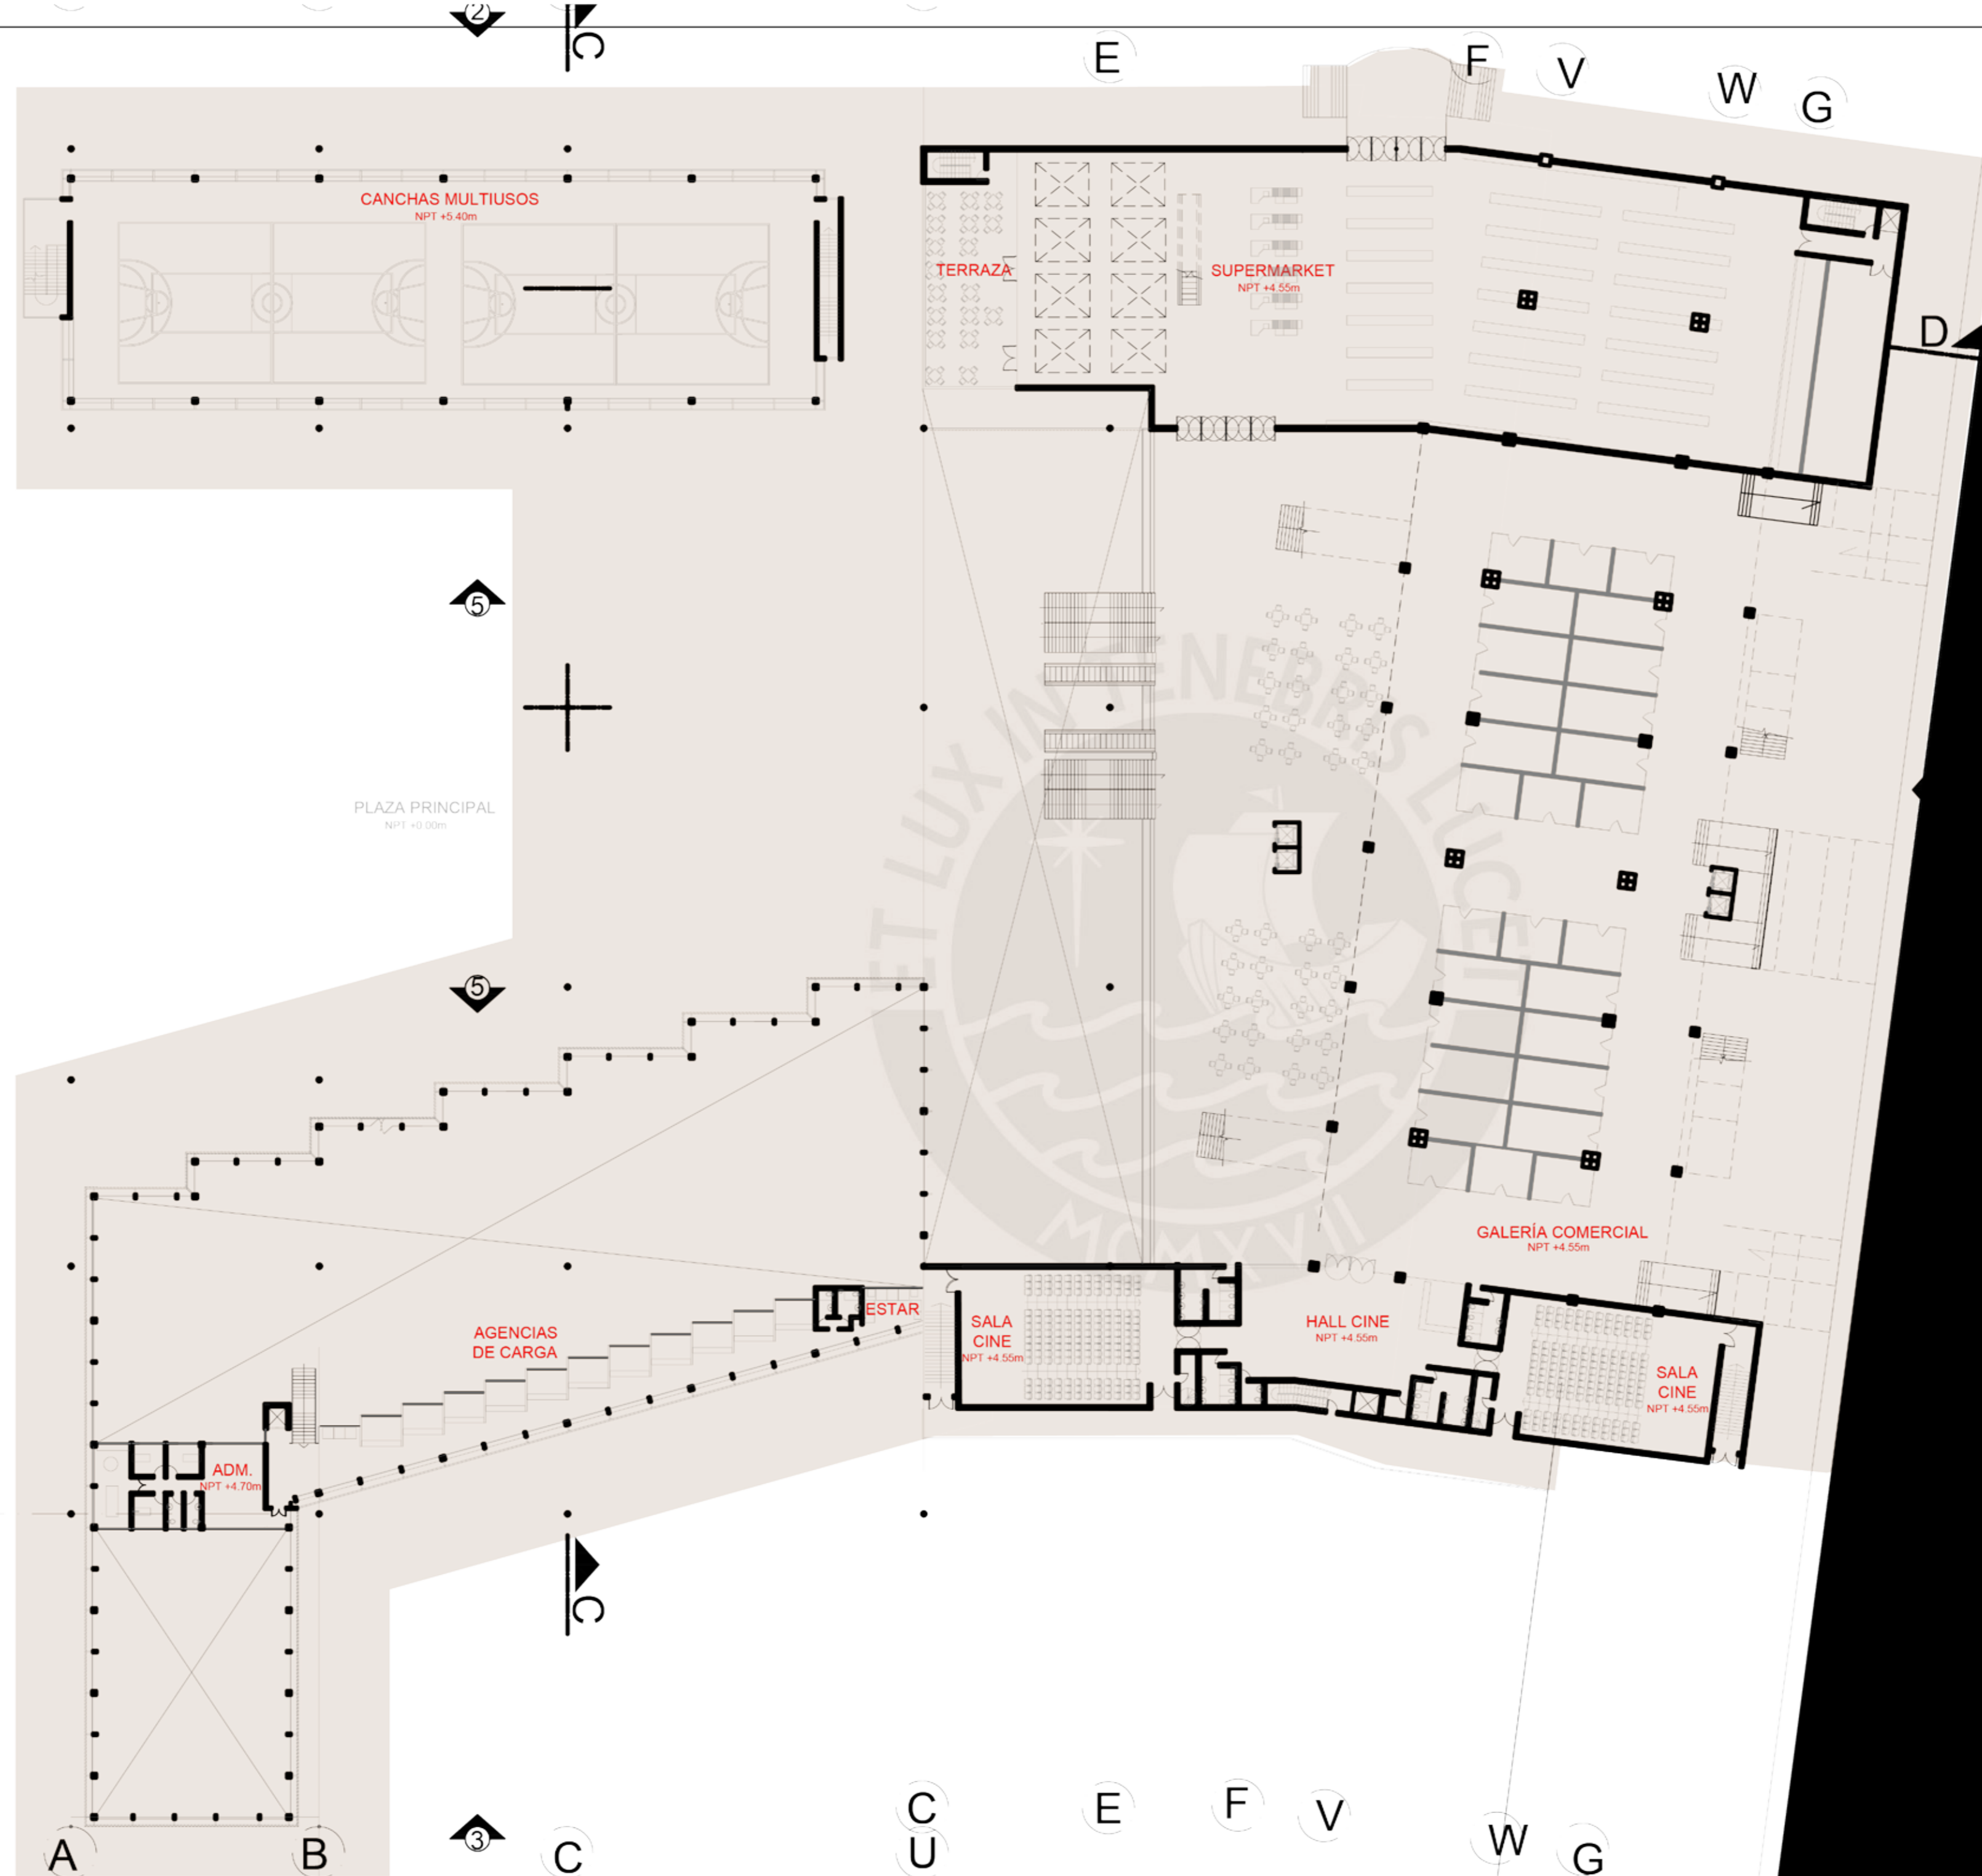 2
C
E
F
V
W
G
CANCHAS MULTIUSOS
NPT +5.40m
TERRAZA
SUPERMARKET
NPT +4.55m
D
5
PLAZA PRINCIPAL
NPT +0.00m
ET LUX IN TENEBRIS LUCET
MCMXVII
5
GALERÍA COMERCIAL
NPT +4.55m
ESTAR
AGENCIAS
DE CARGA
SALA
CINE
NPT +4.55m
HALL CINE
NPT +4.55m
SALA
CINE
NPT +4.55m
ADM.
NPT +4.70m
C
3
A
B
C
C
U
E
F
V
W
G